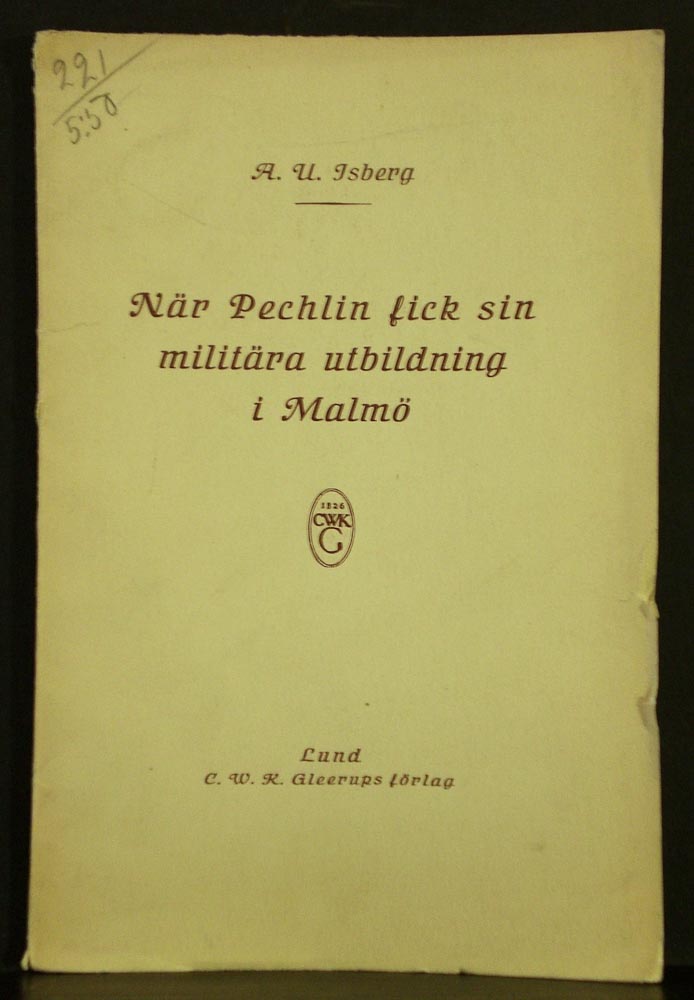 221
5:50
A. U. Isberg
När Pechlin fick sin
militära utbildning
i Malmö
1826
CWK
G
Lund
C. W. K. Gleerups förlag